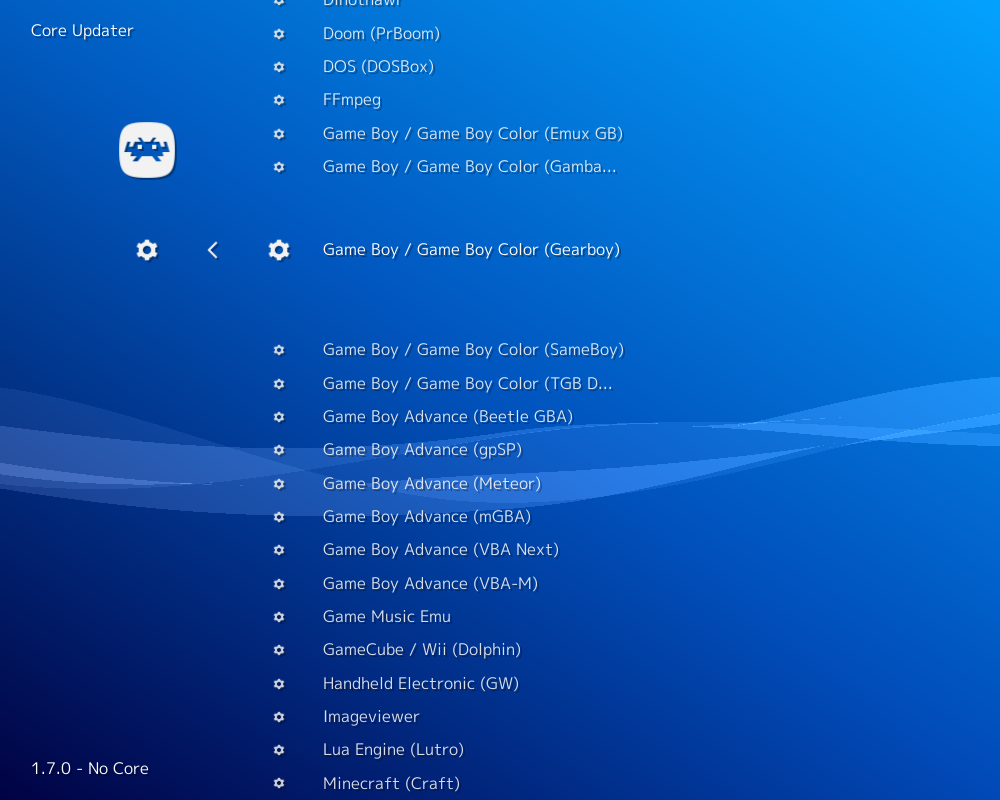 Dinothawr
Core Updater
Doom (PrBoom)
DOS (DOSBox)
FFmpeg
Game Boy / Game Boy Color (Emux GB)
Game Boy / Game Boy Color (Gamba...
Game Boy / Game Boy Color (Gearboy)
Game Boy / Game Boy Color (SameBoy)
Game Boy / Game Boy Color (TGB D...
Game Boy Advance (Beetle GBA)
Game Boy Advance (gpSP)
Game Boy Advance (Meteor)
Game Boy Advance (mGBA)
Game Boy Advance (VBA Next)
Game Boy Advance (VBA-M)
Game Music Emu
GameCube / Wii (Dolphin)
Handheld Electronic (GW)
Imageviewer
Lua Engine (Lutro)
Minecraft (Craft)
1.7.0 - No Core